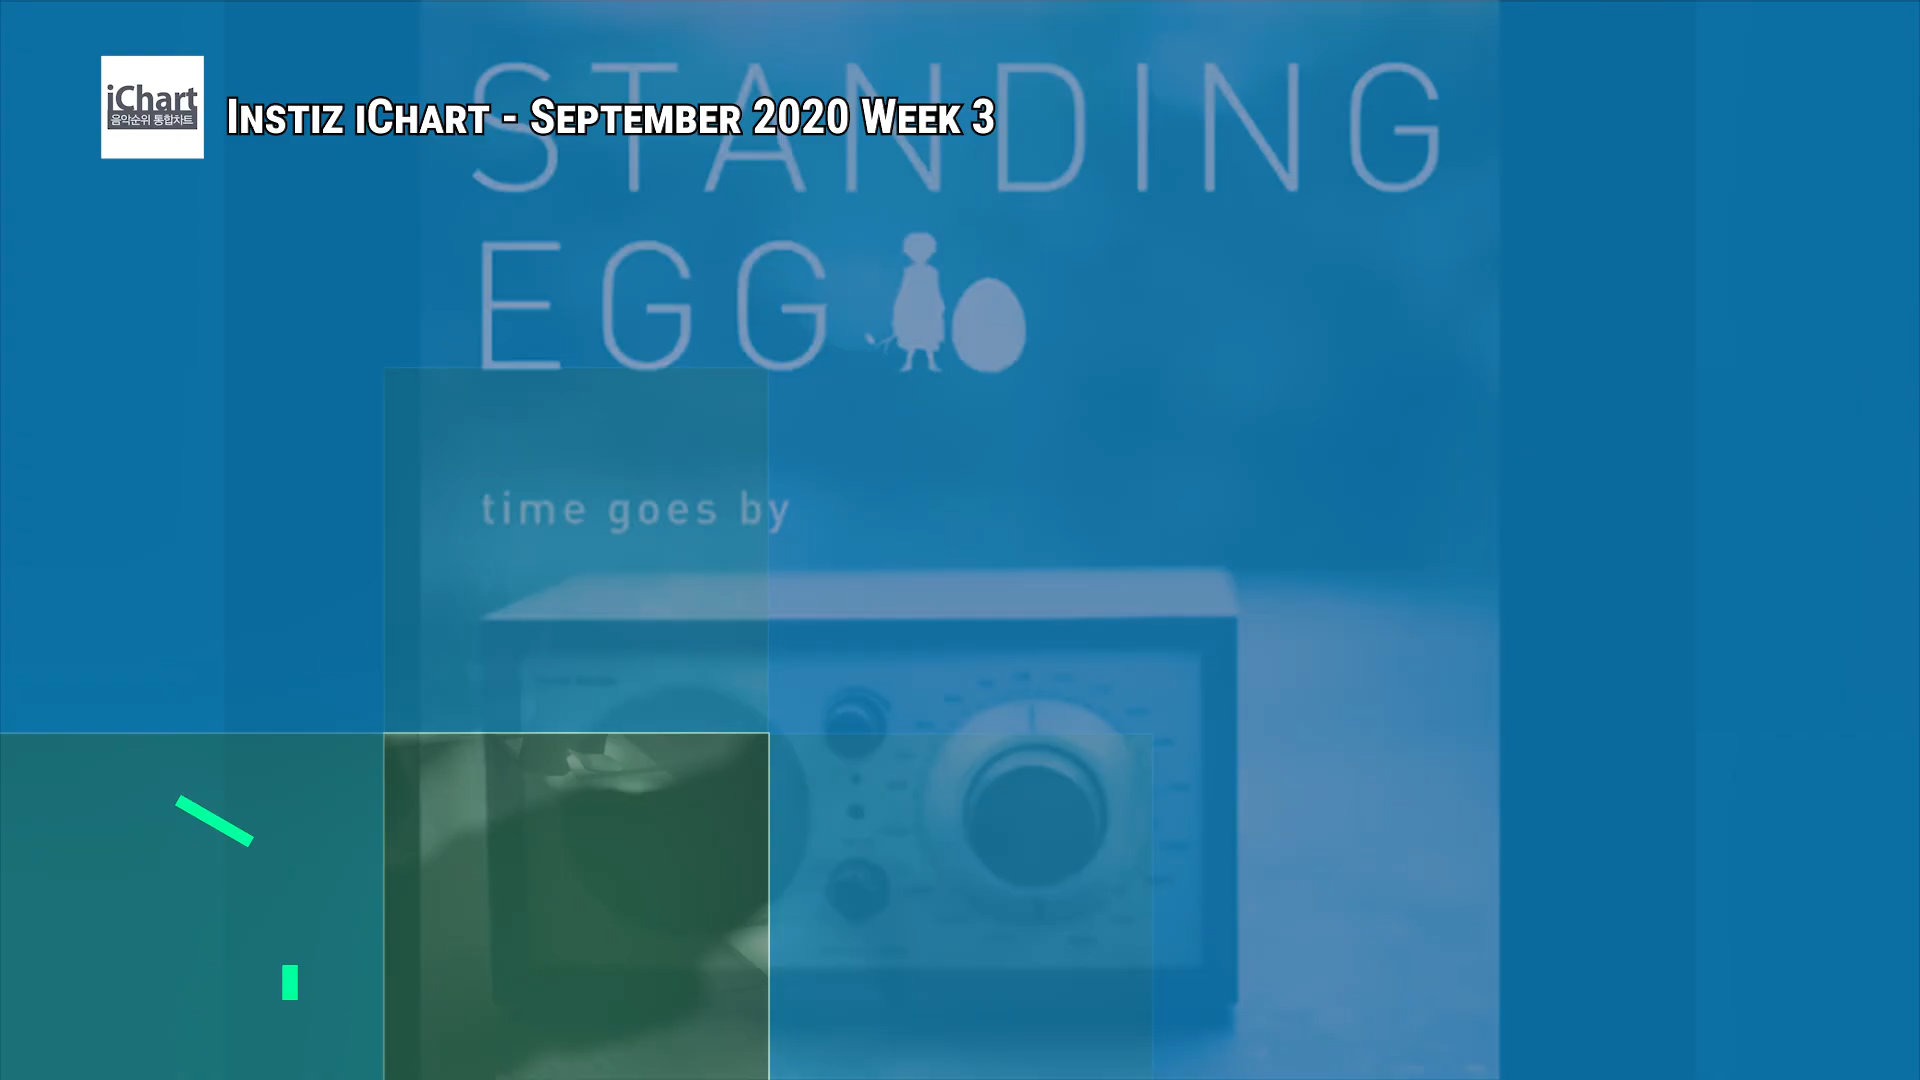 iChart
音악순위 통합차트
Instiz iChart - September 2020 Week 3
STANDING
EGG
time goes by